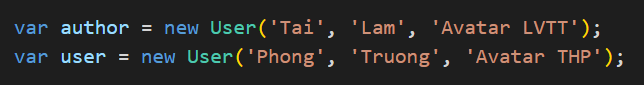 var author = new User('Tai', 'Lam', 'Avatar LVTT');
var user = new User('Phong', 'Truong', 'Avatar THP');